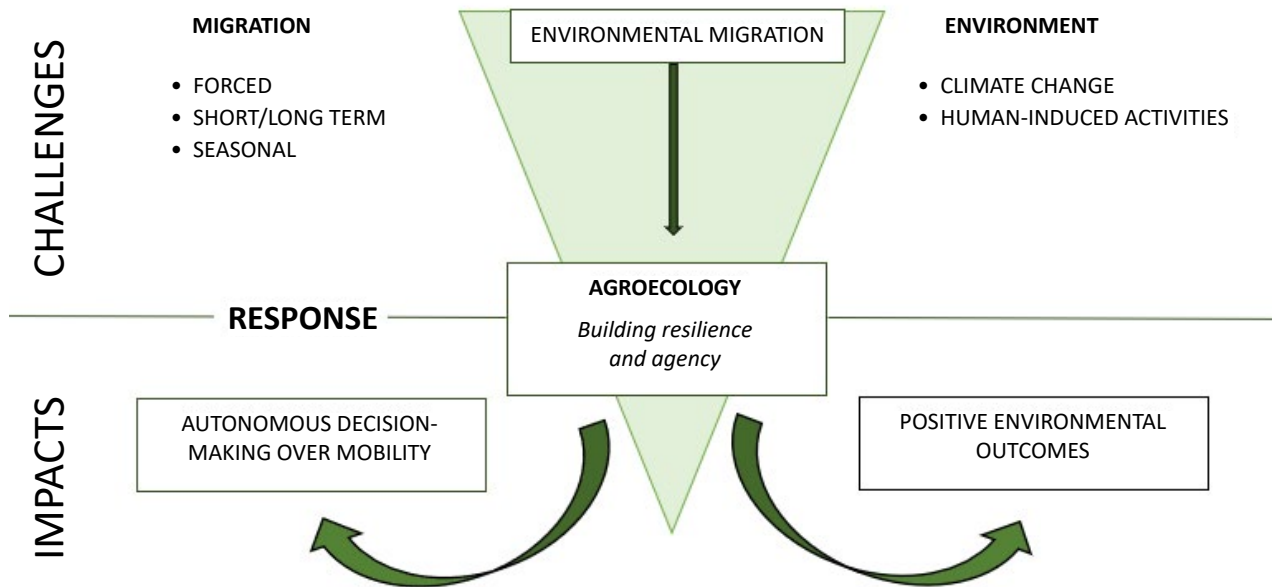 CHALLENGES
MIGRATION
• FORCED
• SHORT/LONG TERM
• SEASONAL
ENVIRONMENTAL MIGRATION
ENVIRONMENT
• CLIMATE CHANGE
• HUMAN-INDUCED ACTIVITIES
RESPONSE
AGROECOLOGY
Building resilience
and agency
IMPACTS
AUTONOMOUS DECISION-
MAKING OVER MOBILITY
POSITIVE ENVIRONMENTAL
OUTCOMES